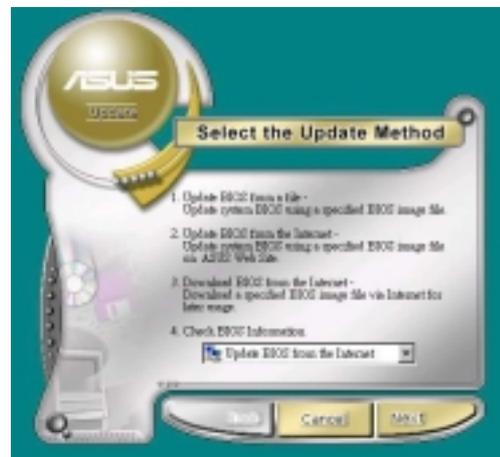 ASUS
Update
Select the Update Method
1. Update BIOS from a file -
Update system BIOS using a specified BIOS image file.
2. Update BIOS from the Internet -
Update system BIOS using a specified BIOS image file
via ASUS Web Site.
3. Download BIOS from the Internet -
Download a specified BIOS image file via Internet for
later usage.
4. Check BIOS Information.
Update BIOS from the Internet
Cancel
Next